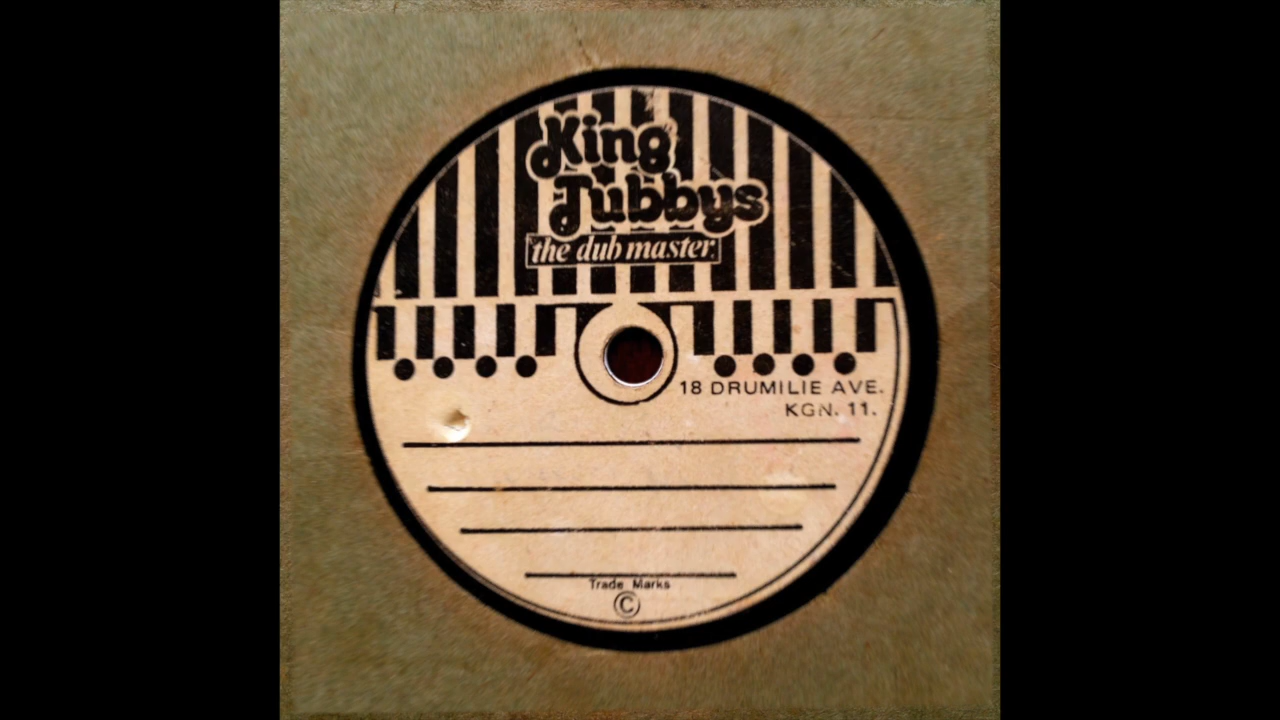 King
Tubbys
the dub master.
18 DRUMILIE AVE.
KGN. 11.
Trade Marks
©